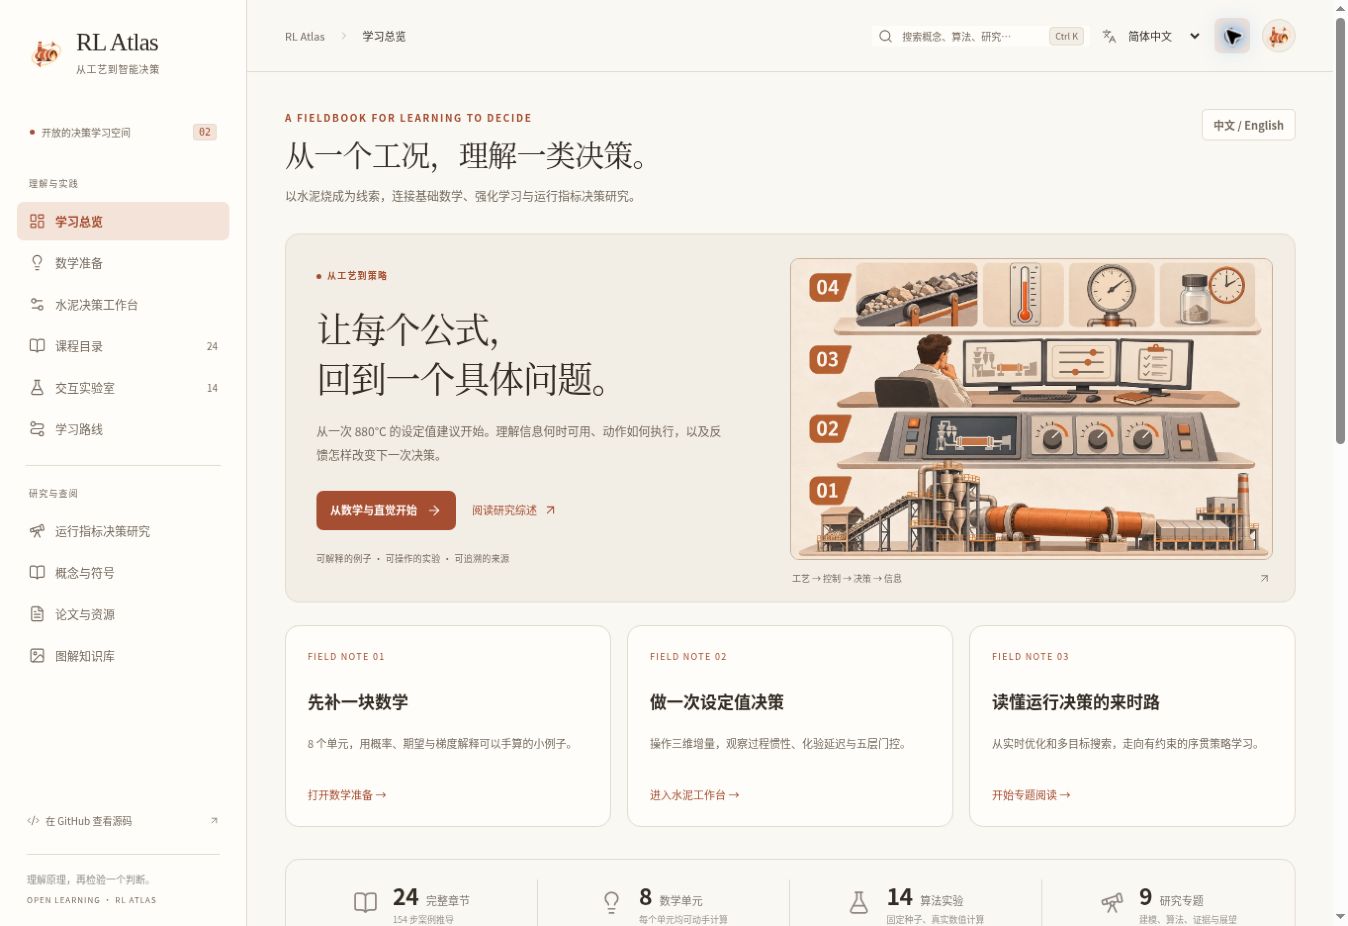 RL Atlas
从工艺到智能决策
开放的决策学习空间 02
理解与实践
学习总览
数学准备
水泥决策工作台
课程目录 24
交互实验室 14
学习路线
研究与查阅
运行指标决策研究
概念与符号
论文与资源
图解知识库
在 GitHub 查看源码
理解原理，再检验一个判断。
OPEN LEARNING · RL ATLAS
RL Atlas 学习总览
搜索概念、算法、研究… Ctrl K
简体中文
A FIELDBOOK FOR LEARNING TO DECIDE
中文 / English
从一个工况，理解一类决策。
以水泥烧成为线索，连接基础数学、强化学习与运行指标决策研究。
从工艺到策略
让每个公式，
回到一个具体问题。
从一次 880°C 的设定值建议开始。理解信息何时可用、动作如何执行，以及反
馈怎样改变下一次决策。
从数学与直觉开始 →
阅读研究综述
可解释的例子 · 可操作的实验 · 可追溯的来源
04
03
02
01
工艺 → 控制 → 决策 → 信息
FIELD NOTE 01
先补一块数学
8 个单元，用概率、期望与梯度解释可以手算的小例子。
打开数学准备 →
FIELD NOTE 02
做一次设定值决策
操作三维增量，观察过程惯性、化验延迟与五层门控。
进入水泥工作台 →
FIELD NOTE 03
读懂运行决策的来时路
从实时优化和多目标搜索，走向有约束的序贯策略学习。
开始专题阅读 →
24 完整章节
154 步案例推导
8 数学单元
每个单元均可动手计算
14 算法实验
固定种子、真实数值计算
9 研究专题
建模、算法、证据与展望